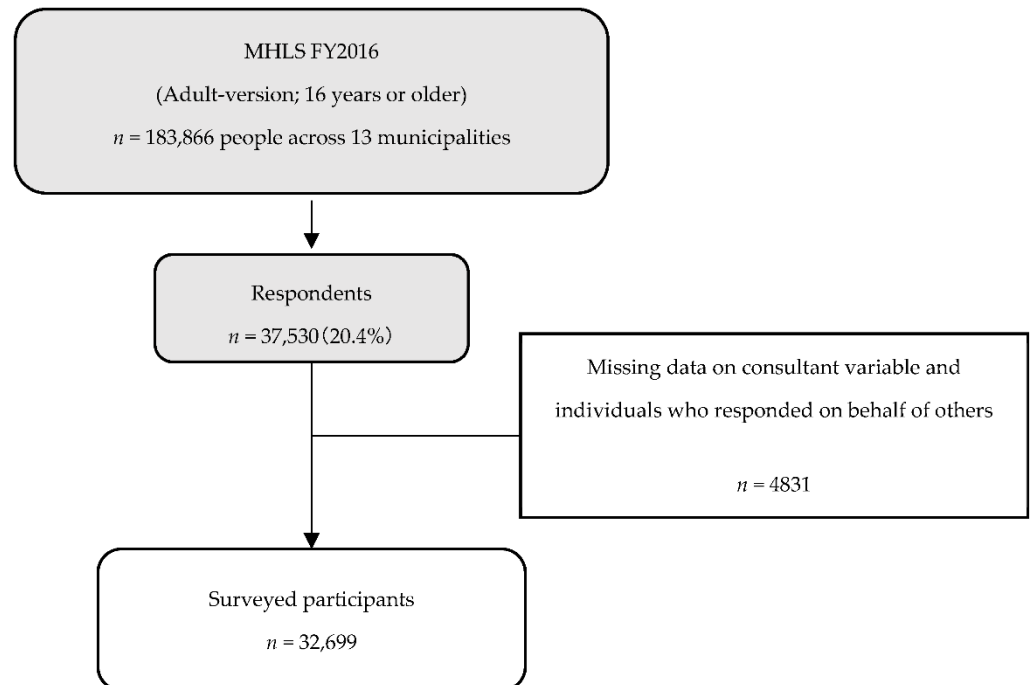 MHLS FY2016
(Adult-version; 16 years or older)
n = 183,866 people across 13 municipalities
Respondents
n = 37,530(20.4%)
Missing data on consultant variable and
individuals who responded on behalf of others
n = 4831
Surveyed participants
n = 32,699